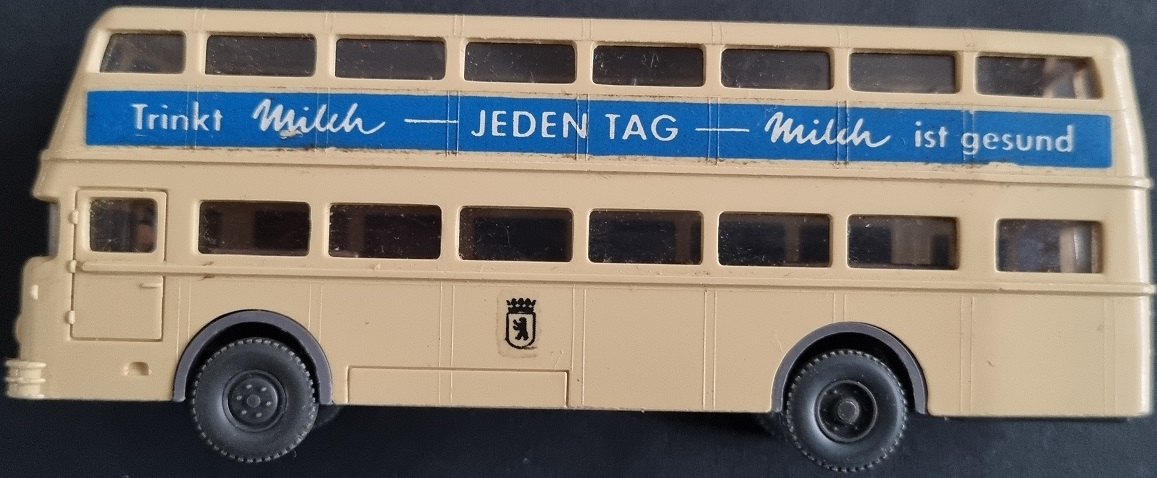 Trinkt Milch — JEDEN TAG — Milch ist gesund